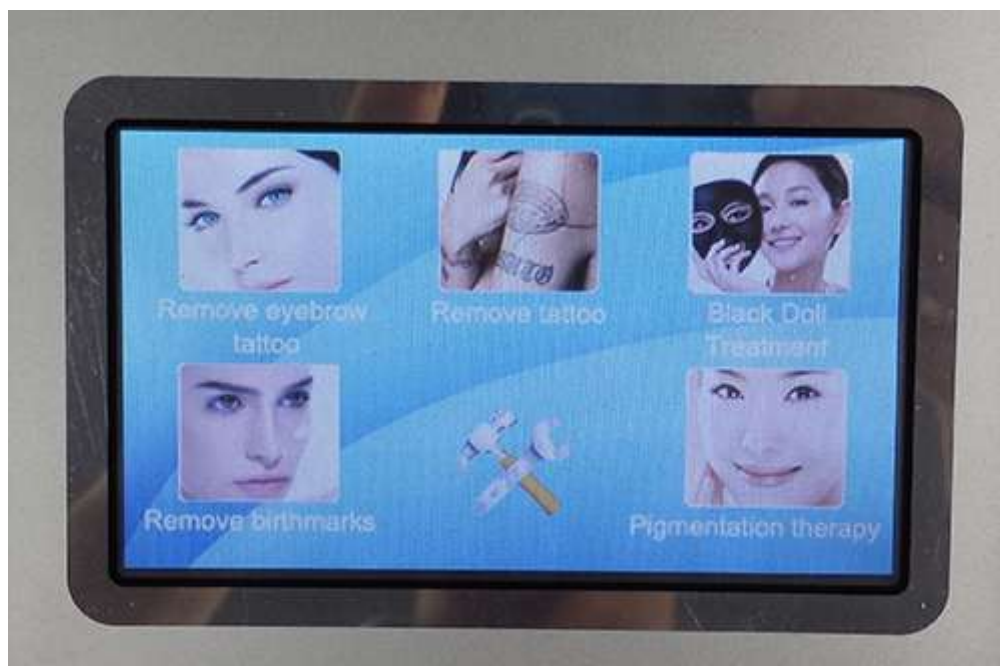 Remove eyebrow
tattoo
Remove tattoo
Black Doll
Treatment
Remove birthmarks
Pigmentation therapy